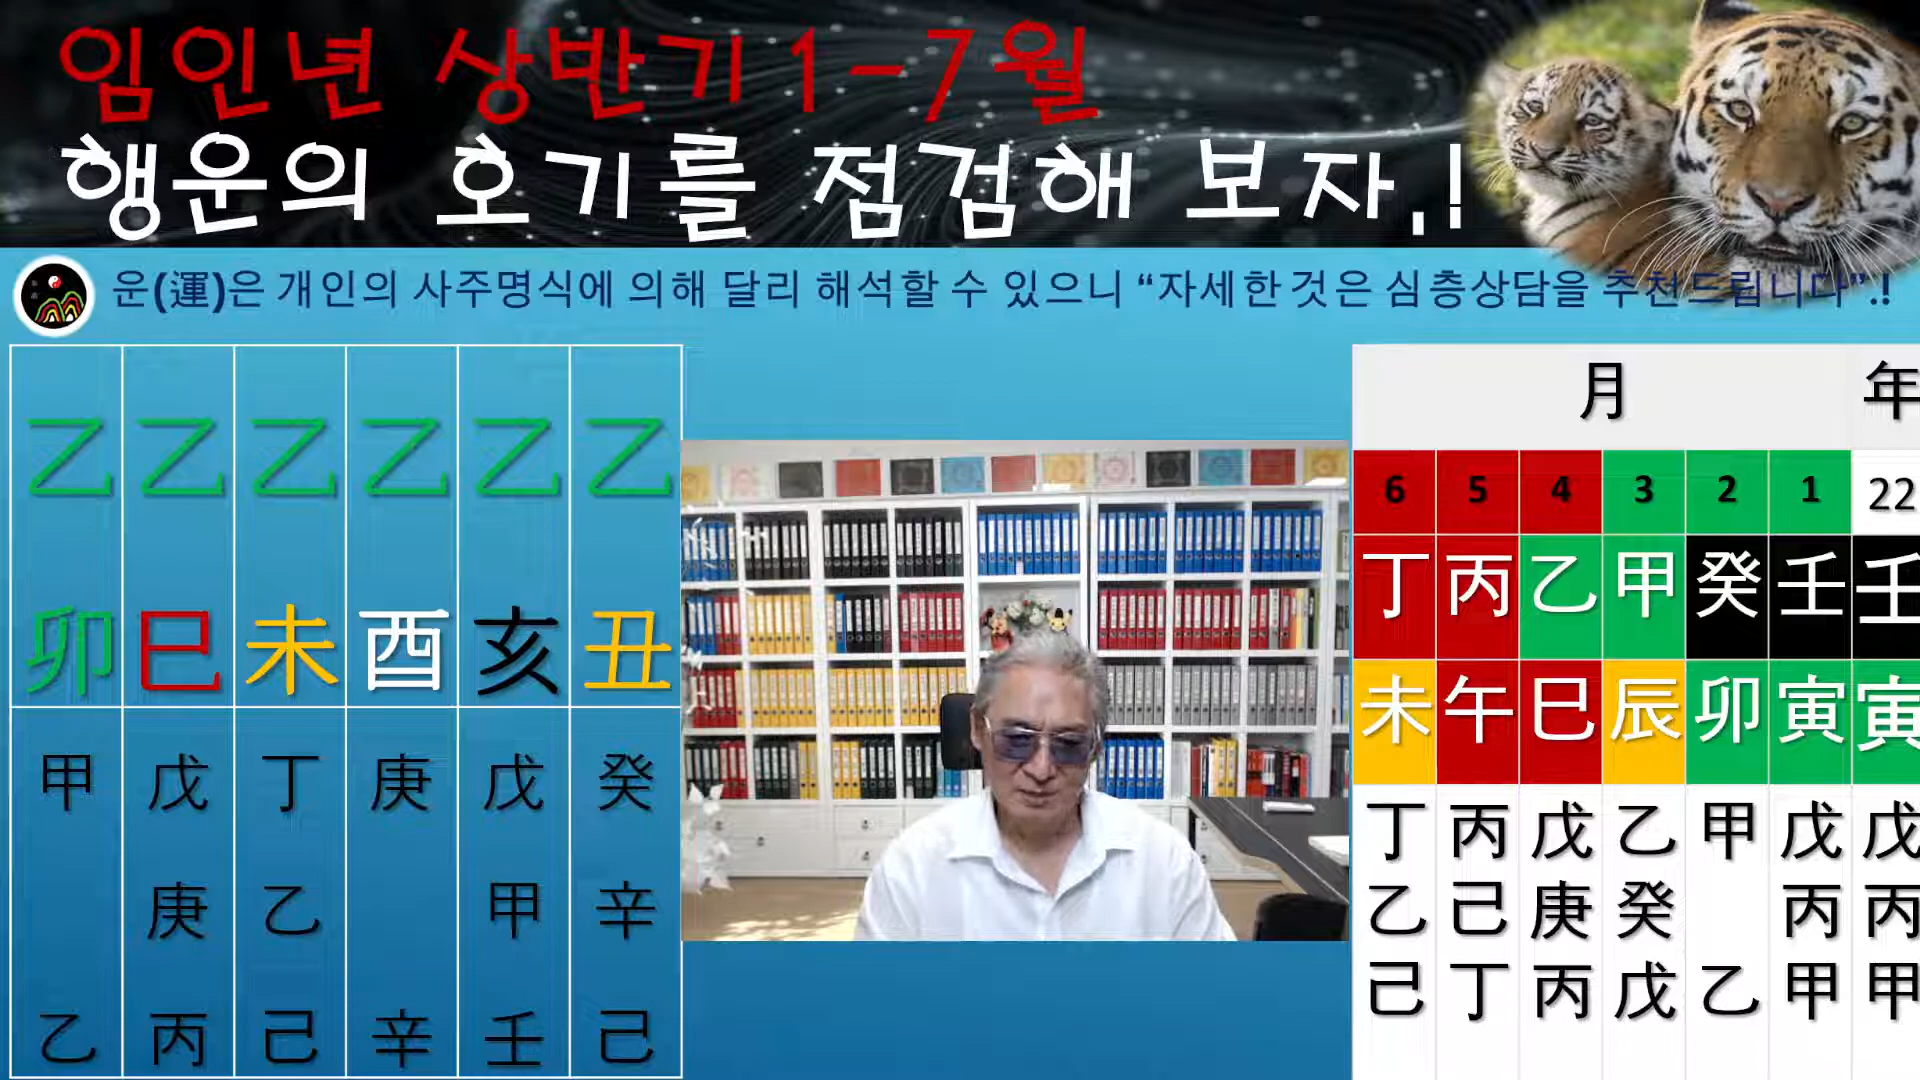 임인년 상반기 1-7월
행운의 호기를 점검해 보자.!
운(運)은 개인의 사주명식에 의해 달리 해석할 수 있으니 “자세한 것은 심층상담을 추천드립니다”.!
乙 乙 乙 乙 乙 乙
卯 巳 未 酉 亥 丑
甲 戊 丁 庚 戊 癸
庚 乙 甲 辛
乙 丙 己 辛 壬 己
月 年
6 5 4 3 2 1 22
丁 丙 乙 甲 癸 壬 壬
未 午 巳 辰 卯 寅 寅
丁 丙 戊 乙 甲 戊 戊
乙 己 庚 癸 丙 丙
己 丁 丙 戊 乙 甲 甲